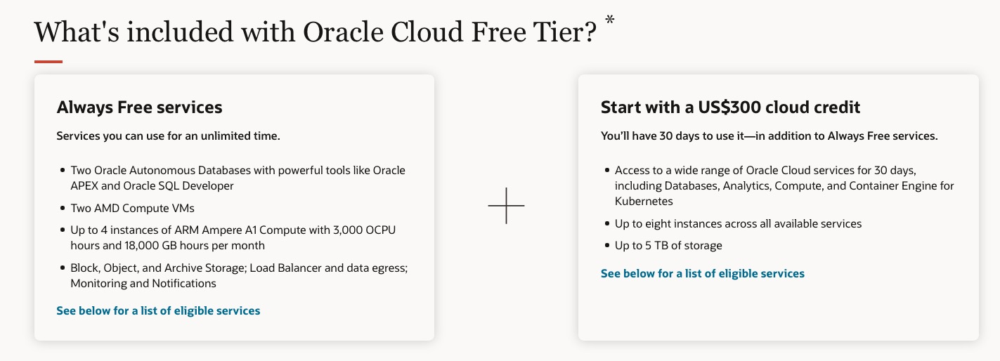 What's included with Oracle Cloud Free Tier? *
Always Free services
Services you can use for an unlimited time.
• Two Oracle Autonomous Databases with powerful tools like Oracle
APEX and Oracle SQL Developer
• Two AMD Compute VMs
• Up to 4 instances of ARM Ampere A1 Compute with 3,000 OCPU
hours and 18,000 GB hours per month
• Block, Object, and Archive Storage; Load Balancer and data egress;
Monitoring and Notifications
See below for a list of eligible services
Start with a US$300 cloud credit
You’ll have 30 days to use it—in addition to Always Free services.
• Access to a wide range of Oracle Cloud services for 30 days,
including Databases, Analytics, Compute, and Container Engine for
Kubernetes
• Up to eight instances across all available services
• Up to 5 TB of storage
See below for a list of eligible services